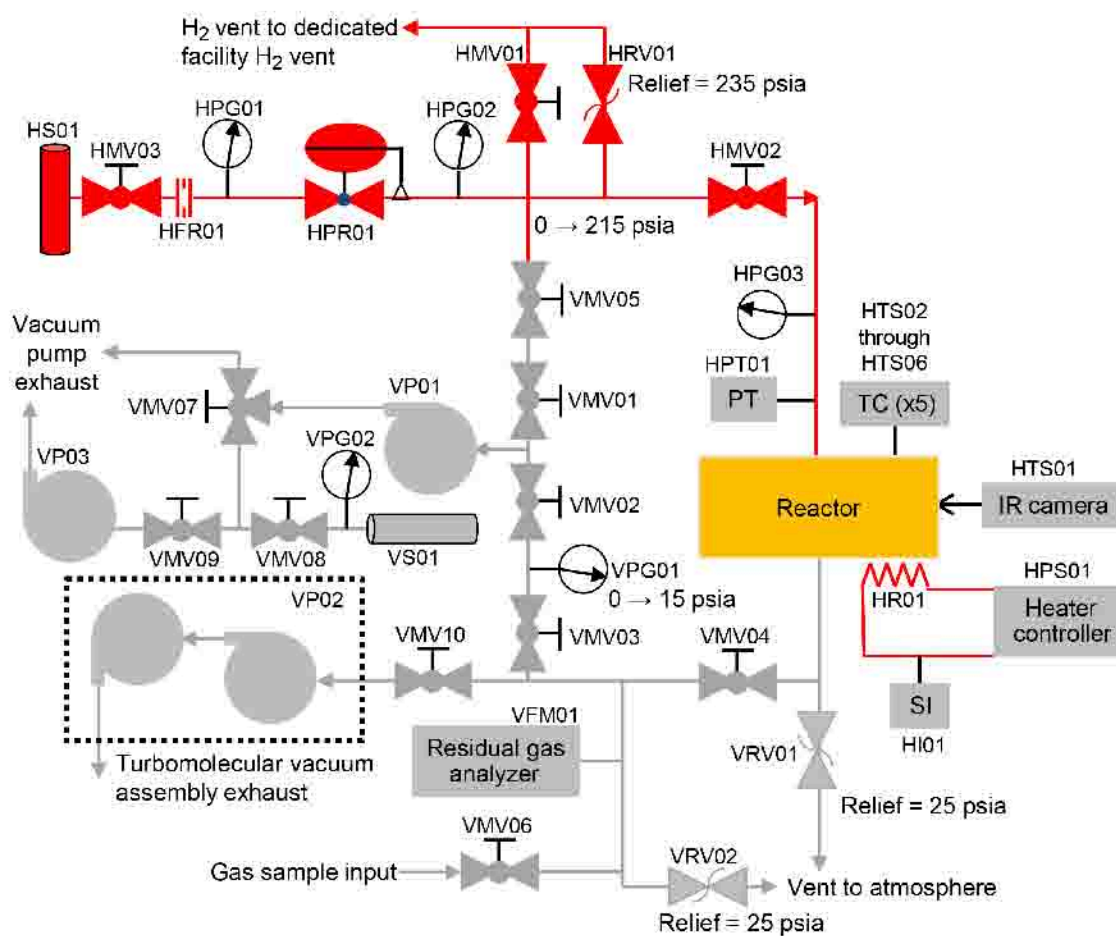 H2 vent to dedicated
facility H2 vent
HMV01
HRV01
Relief = 235 psia
HS01
HMV03
HPG01
HPG02
HMV02
HFR01
HPR01
0 → 215 psia
VMV05
HPG03
HTS02
through
HTS06
Vacuum
pump
exhaust
VP01
VMV07
VMV01
HPT01
PT
TC (x5)
VPG02
VP03
HTS01
IR camera
Reactor
VMV02
VMV09
VMV08
VS01
VPG01
0 → 15 psia
HR01
HPS01
Heater
controller
VP02
VMV10
VMV03
VMV04
SI
HI01
VFM01
Residual gas
analyzer
VRV01
Turbomolecular vacuum
assembly exhaust
Relief = 25 psia
VMV06
Gas sample input
VRV02
Vent to atmosphere
Relief = 25 psia